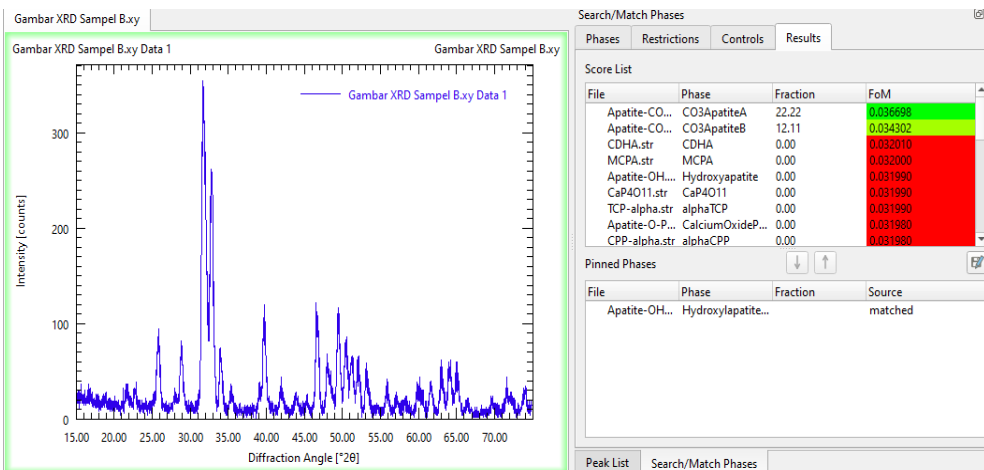 Gambar XRD Sampel B.xy
Gambar XRD Sampel B.xy Data 1
Gambar XRD Sampel B.xy
Gambar XRD Sampel B.xy Data 1
Intensity [counts]
300
200
100
0
15.00 20.00 25.00 30.00 35.00 40.00 45.00 50.00 55.00 60.00 65.00 70.00
Diffraction Angle [°2θ]
Search/Match Phases
Phases Restrictions Controls Results
Score List
File Phase Fraction FoM
Apatite-CO... CO3ApatiteA 22.22 0.036698
Apatite-CO... CO3ApatiteB 12.11 0.034302
CDHA.str CDHA 0.00 0.032010
MCPA.str MCPA 0.00 0.032000
Apatite-OH.... Hydroxyapatite 0.00 0.031990
CaP4O11.str CaP4O11 0.00 0.031990
TCP-alpha.str alphaTCP 0.00 0.031990
Apatite-O-P... CalciumOxideP... 0.00 0.031980
CPP-alpha.str alphaCPP 0.00 0.031980
Pinned Phases
File Phase Fraction Source
Apatite-OH... Hydroxylapatite... matched
Peak List Search/Match Phases